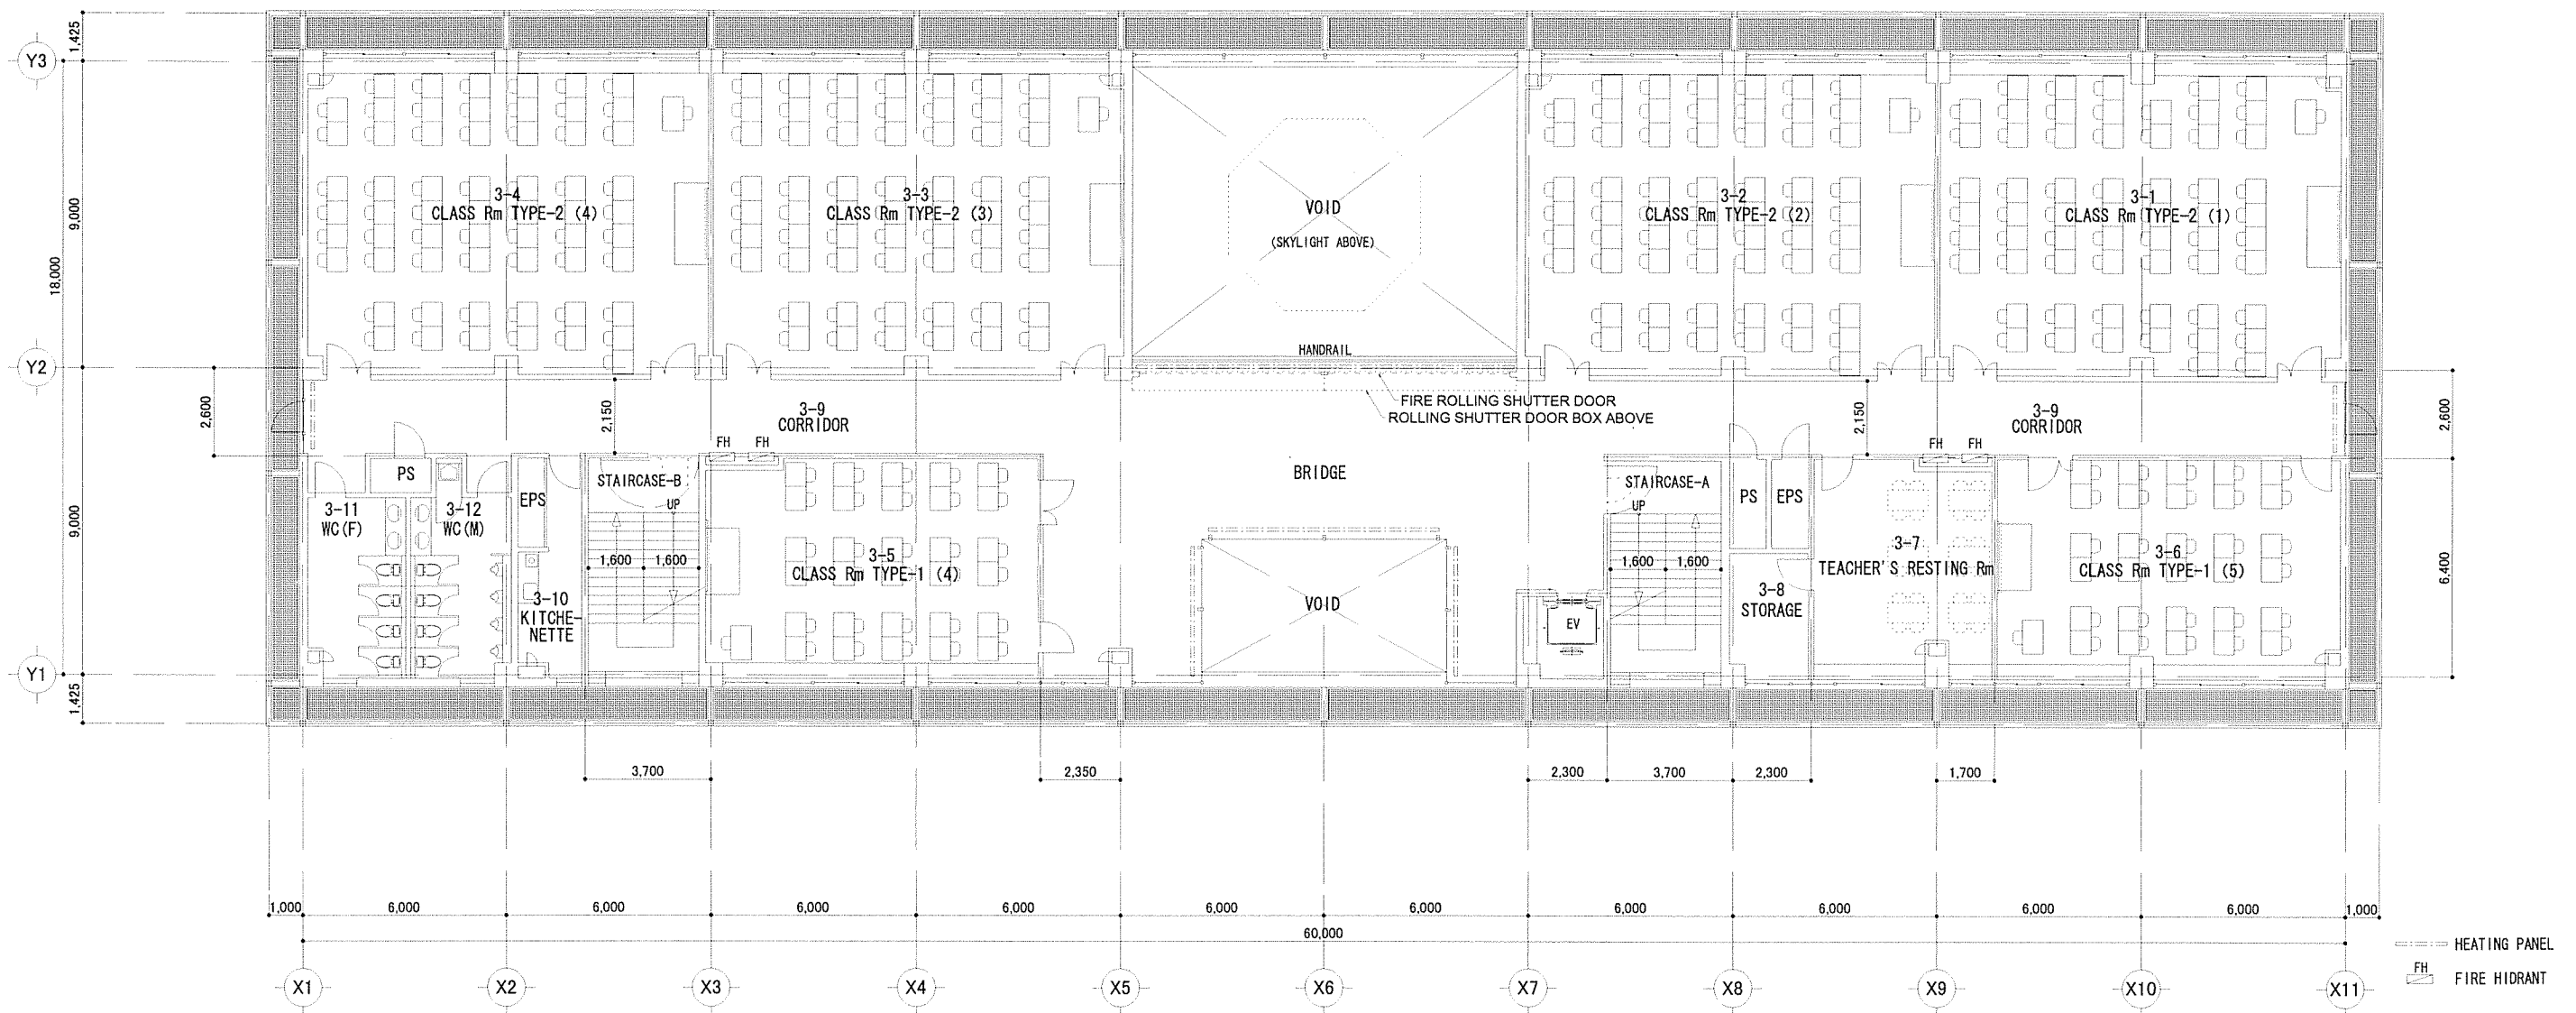 1,425
Y3
9,000
18,000
Y2
2,600
9,000
Y1
1,425
3-4
CLASS Rm TYPE-2 (4)
3-3
CLASS Rm TYPE-2 (3)
VOID
(SKYLIGHT ABOVE)
3-2
CLASS Rm TYPE-2 (2)
3-1
CLASS Rm TYPE-2 (1)
HANDRAIL
FIRE ROLLING SHUTTER DOOR
ROLLING SHUTTER DOOR BOX ABOVE
2,150
3-9
CORRIDOR
2,150
3-9
CORRIDOR
2,600
FH
FH
FH
FH
PS
STAIRCASE-B
BRIDGE
STAIRCASE-A
EPS
PS
EPS
3-11
WC(F)
3-12
WC(M)
UP
UP
1,600
1,600
3-5
CLASS Rm TYPE-1 (4)
1,600
1,600
3-7
TEACHER'S RESTING Rm
3-6
CLASS Rm TYPE-1 (5)
6,400
3-10
KITCHE-
NETTE
VOID
EV
3-8
STORAGE
3,700
2,350
2,300
3,700
2,300
1,700
1,000
6,000
6,000
6,000
6,000
6,000
6,000
6,000
6,000
6,000
6,000
1,000
60,000
HEATING PANEL
FH
FIRE HIDRANT
X1
X2
X3
X4
X5
X6
X7
X8
X9
X10
X11